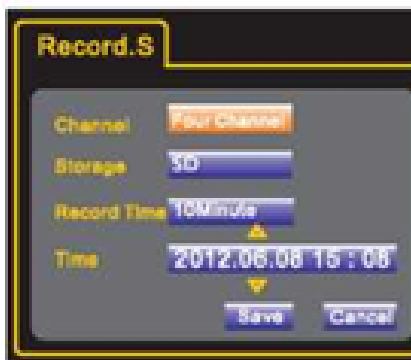 Record.S
Channel Four Channel
Storage SD
Record Time 10Minute
Time 2012.06.08 15 : 08
Save Cancel